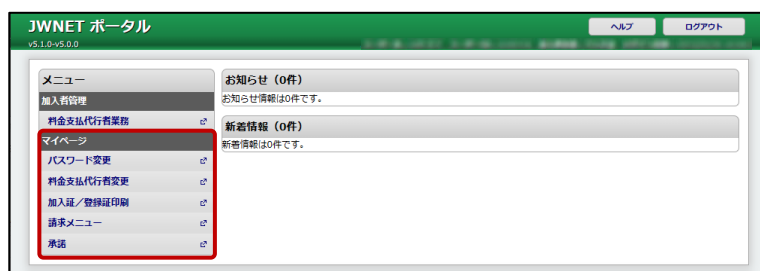 JWNET ポータル
v5.1.0-v5.0.0
ヘルプ
ログアウト
メニュー
加入者管理
料金支払代行者業務
マイページ
パスワード変更
料金支払代行者変更
加入証／登録証印刷
請求メニュー
承諾
お知らせ（0件）
お知らせ情報は0件です。
新着情報（0件）
新着情報は0件です。